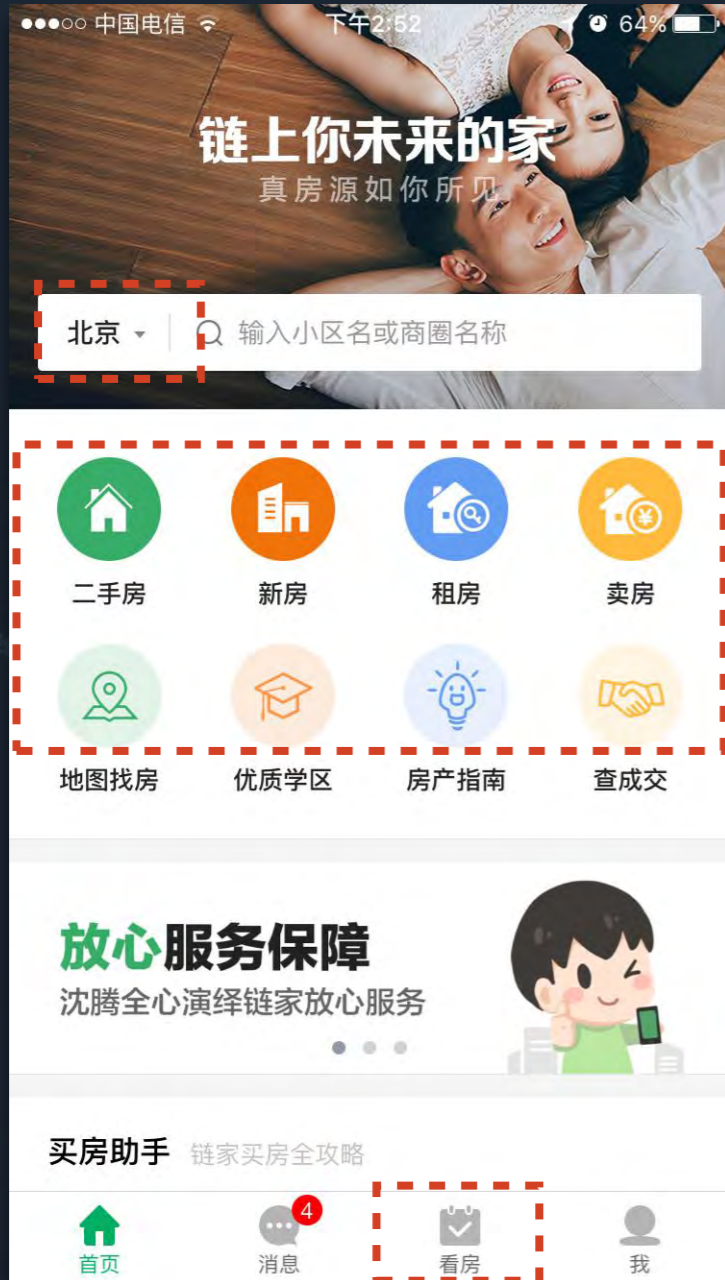 中国电信 下午2:52 64%
链上你未来的家
真房源如你所见
北京 输入小区名或商圈名称
二手房 新房 租房 卖房
地图找房 优质学区 房产指南 查成交
放心服务保障
沈腾全心演绎链家放心服务
买房助手 链家买房全攻略
4
首页 消息 看房 我